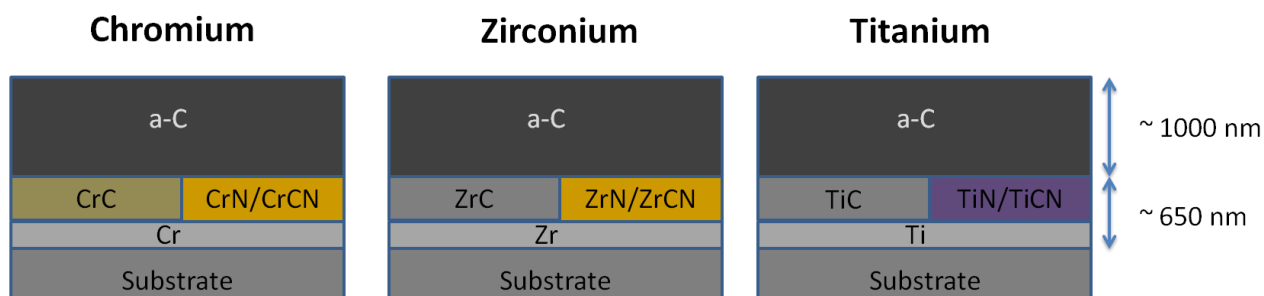 Chromium
Zirconium
Titanium
a-C
a-C
a-C
~ 1000 nm
CrC
CrN/CrCN
ZrC
ZrN/ZrCN
TiC
TiN/TiCN
~ 650 nm
Cr
Zr
Ti
Substrate
Substrate
Substrate